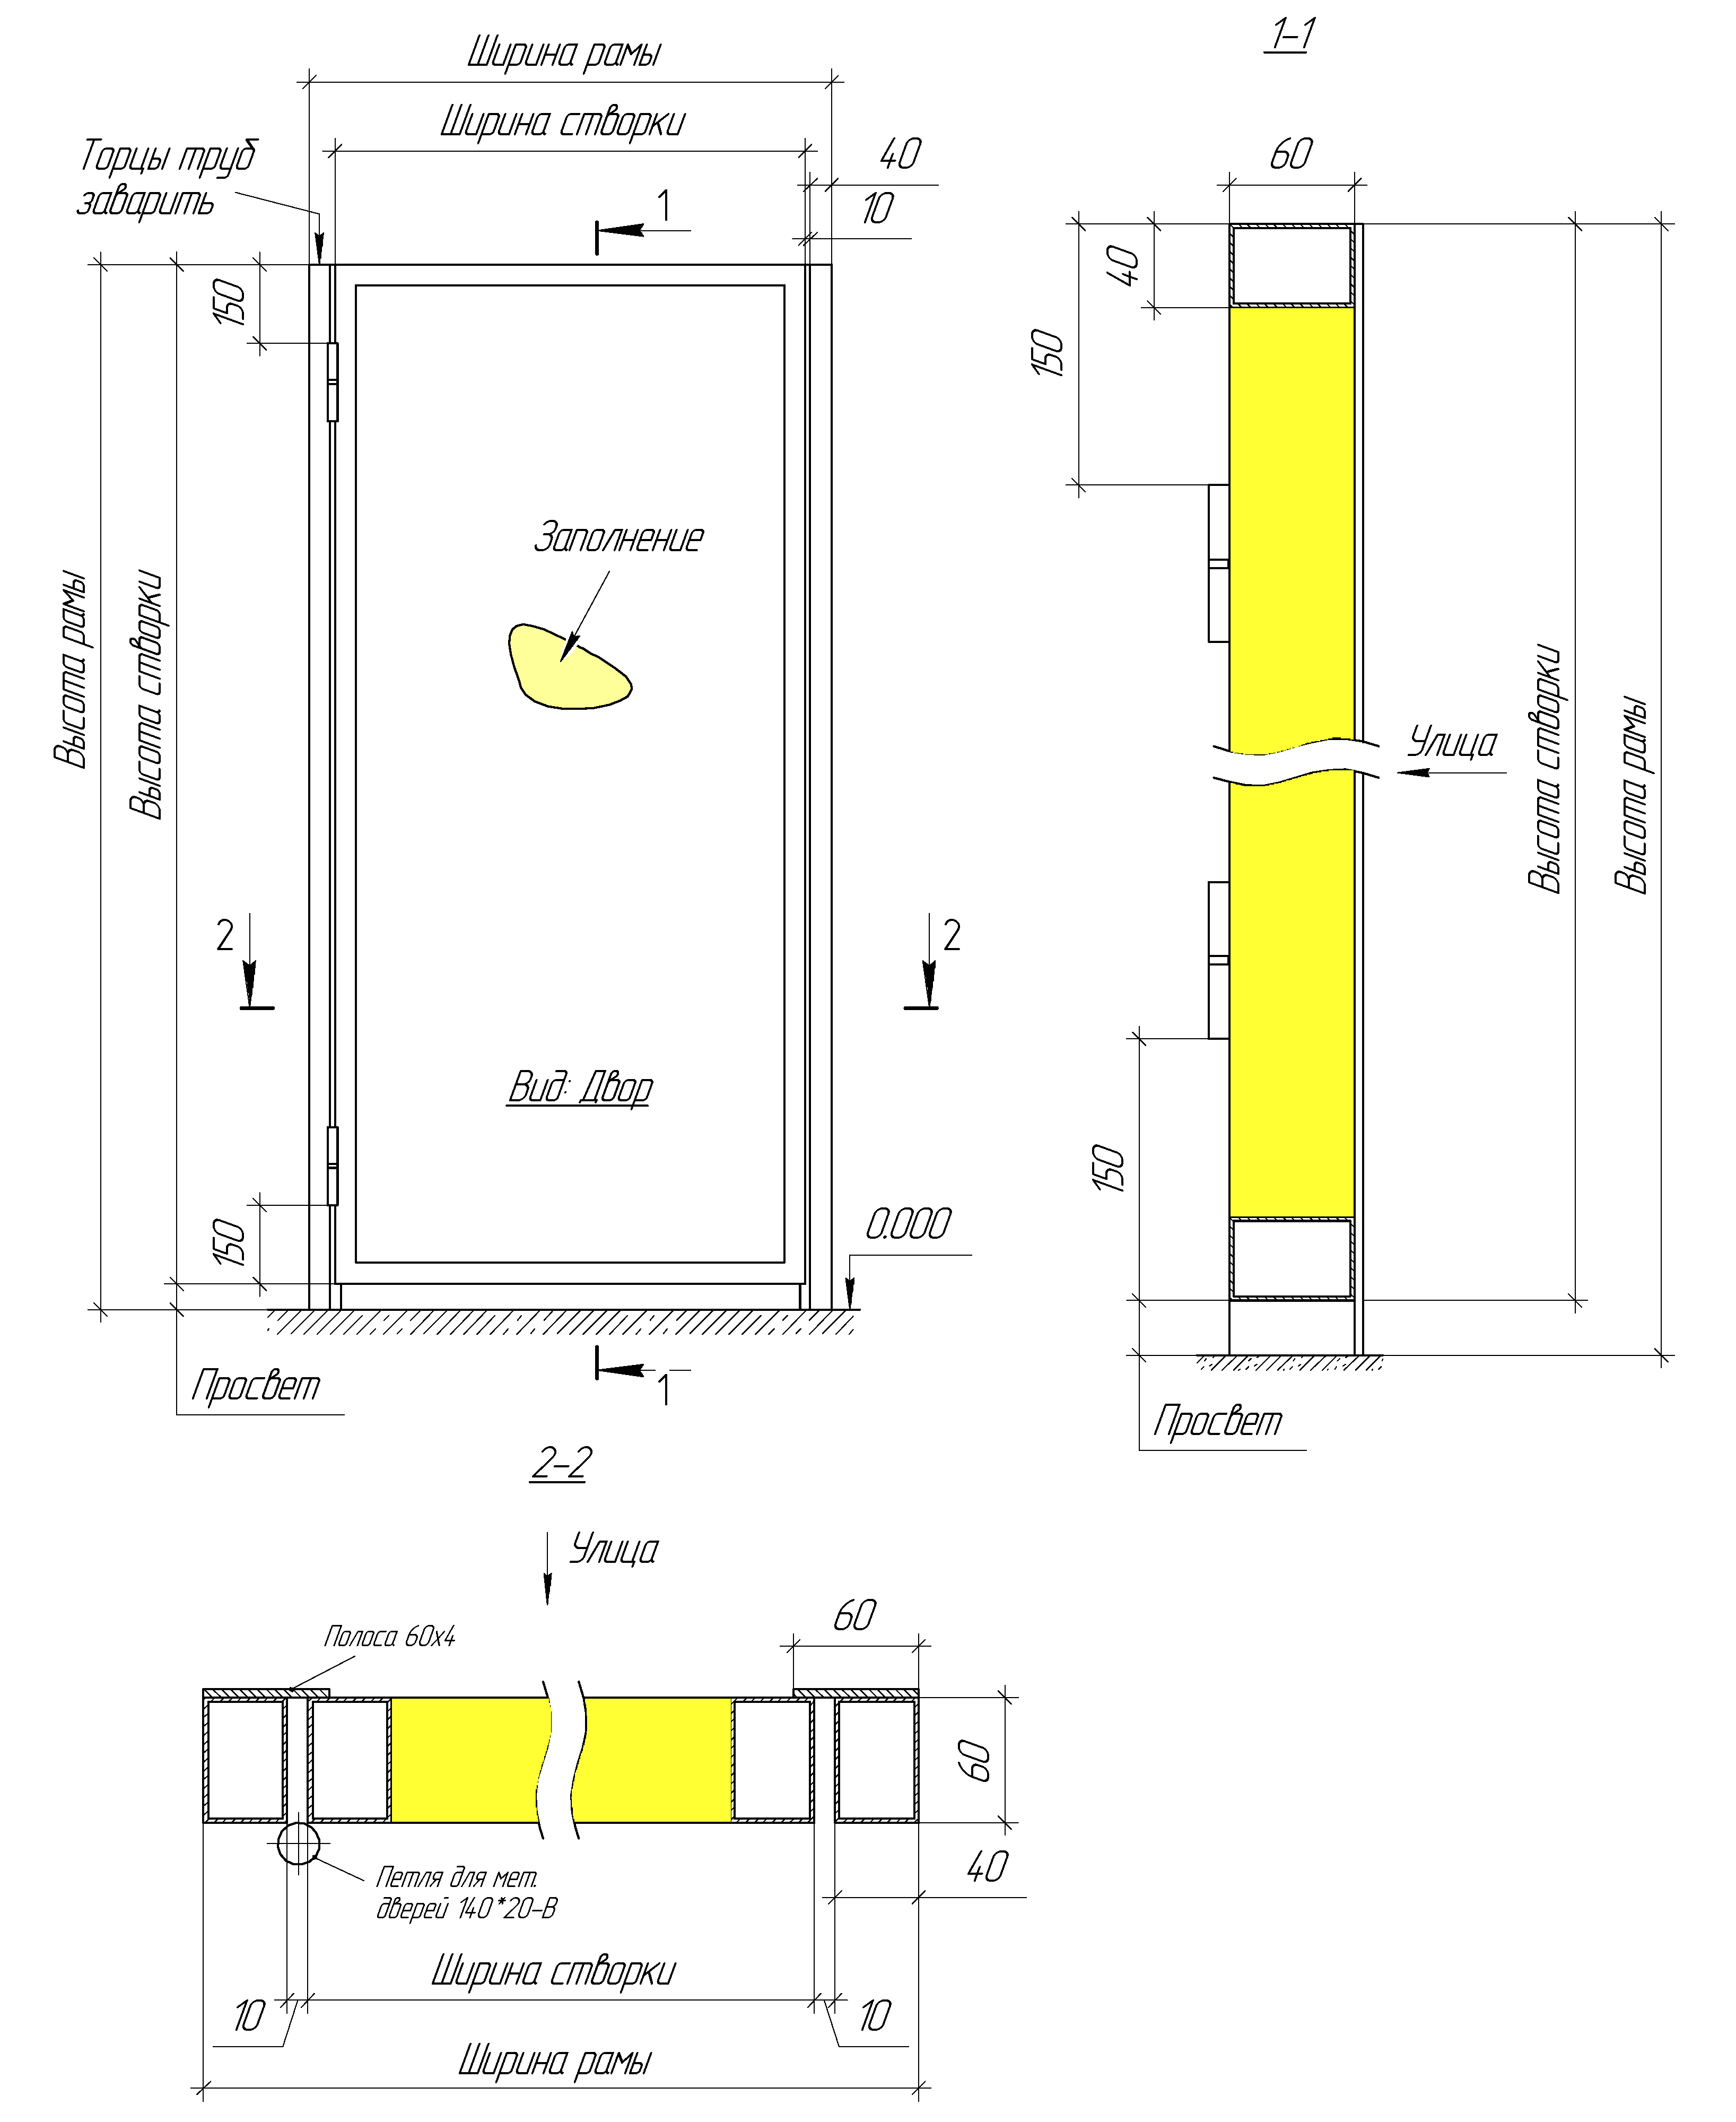 Ширина рамы
Ширина створки
40
10
Торцы труб
заварить
1
150
Высота рамы
Высота створки
Заполнение
2
2
Вид: Двор
150
0.000
Просвет
1
1-1
60
40
150
Улица
Высота створки
Высота рамы
150
Просвет
2-2
Улица
Полоса 60х4
60
60
40
Петля для мет.
дверей 140*20-В
Ширина створки
10
10
Ширина рамы